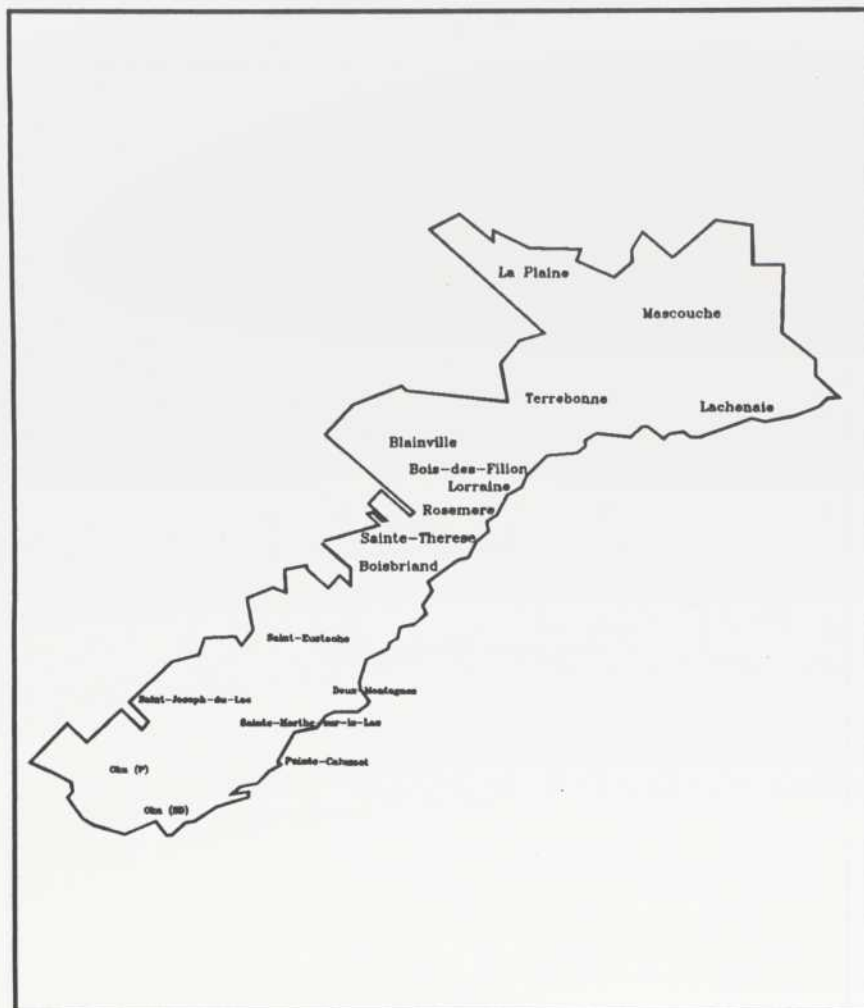 La Plaine
Mascouche
Terrebonne
Lachenaie
Blainville
Bois-des-Filion
Lorraine
Rosemere
Sainte-Therese
Boisbriand
Saint-Eustache
Deux-Montagnes
Saint-Joseph-du-Lac
Sainte-Marthe-sur-le-Lac
Pointe-Calumet
Oka (P)
Oka (SD)